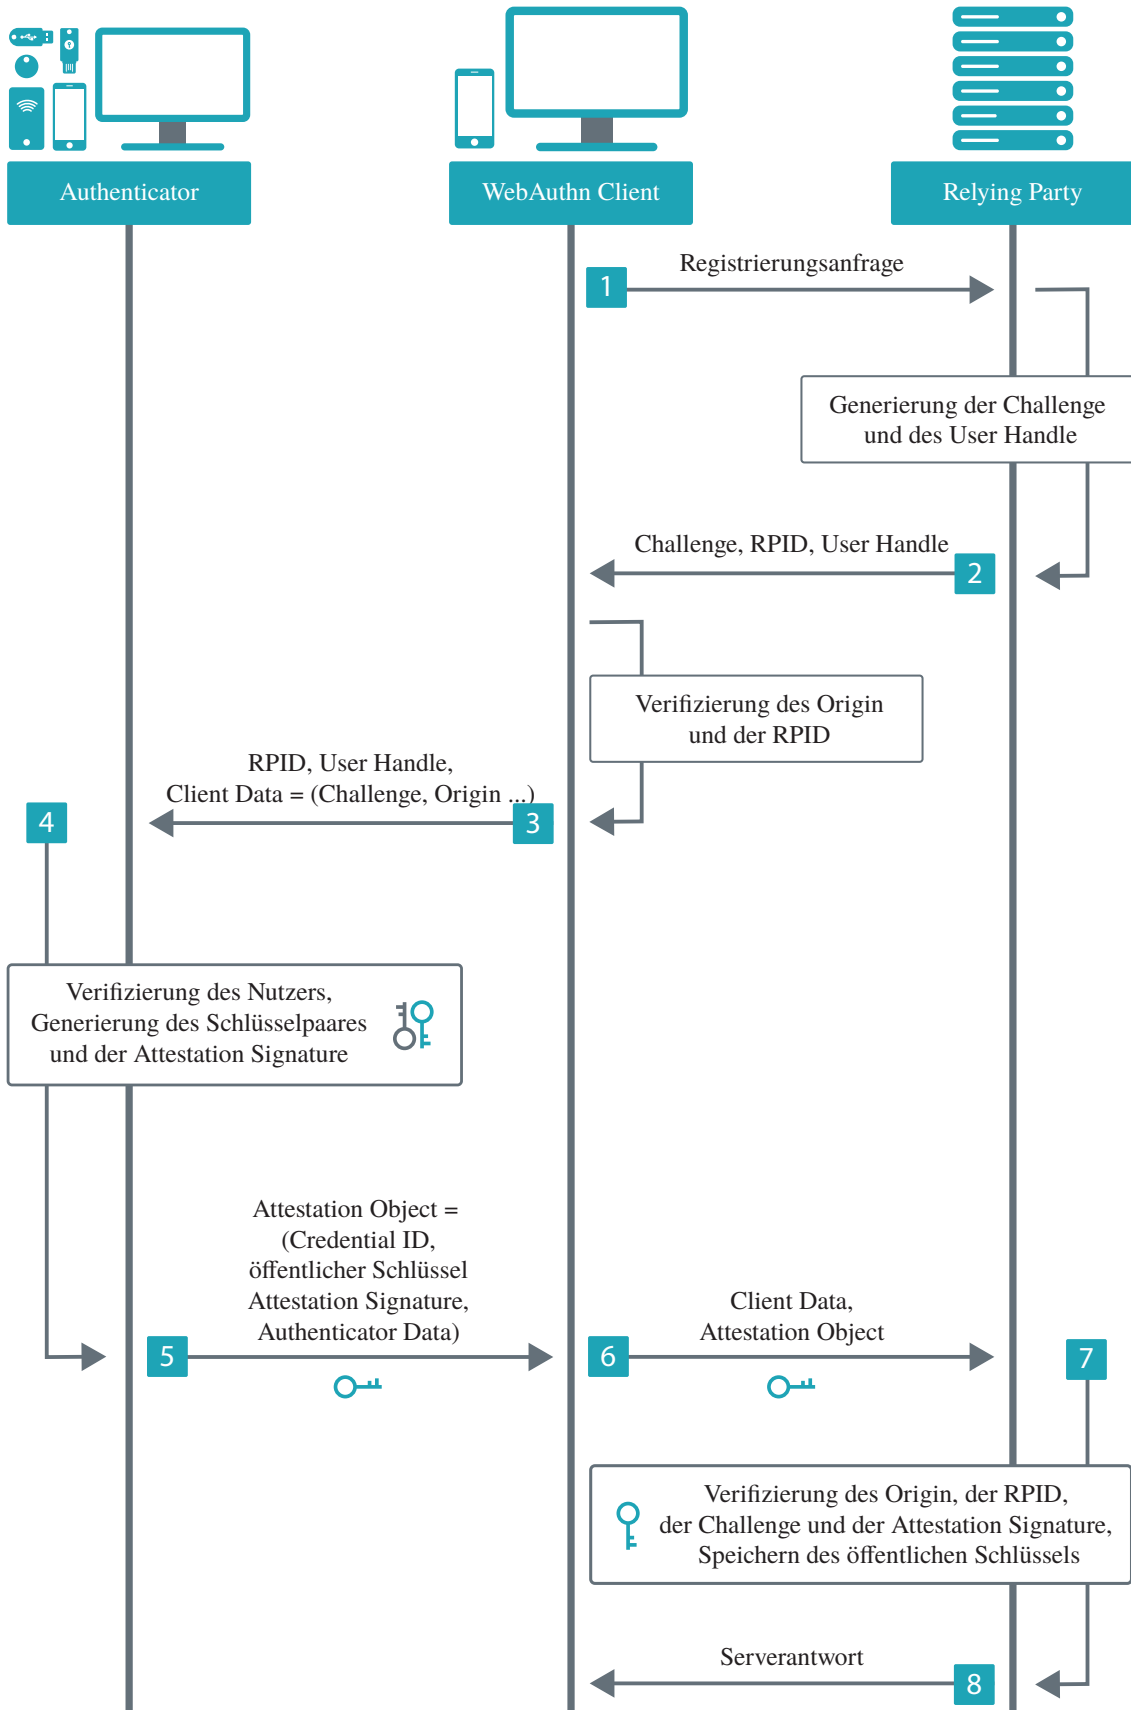 Authenticator
WebAuthn Client
Relying Party
Registrierungsanfrage
1
Generierung der Challenge
und des User Handle
Challenge, RPID, User Handle
2
Verifizierung des Origin
und der RPID
RPID, User Handle,
Client Data = (Challenge, Origin ...)
3
4
Verifizierung des Nutzers,
Generierung des Schlüsselpaares
und der Attestation Signature
Attestation Object =
(Credential ID,
öffentlicher Schlüssel
Attestation Signature,
Authenticator Data)
5
Client Data,
Attestation Object
6
7
Verifizierung des Origin, der RPID,
der Challenge und der Attestation Signature,
Speichern des öffentlichen Schlüssels
Serverantwort
8